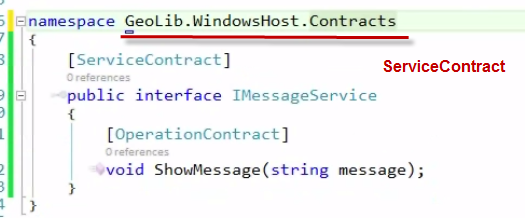 namespace GeoLib.WindowsHost.Contracts
{
[ServiceContract]
ServiceContract
0 references
public interface IMessageService
{
[OperationContract]
0 references
void ShowMessage(string message);
}
}